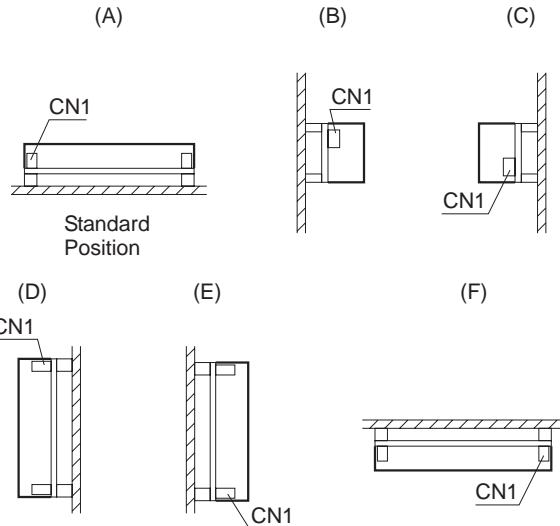 (A)
(B)
(C)
CN1
CN1
CN1
Standard
Position
(D)
(E)
(F)
CN1
CN1
CN1